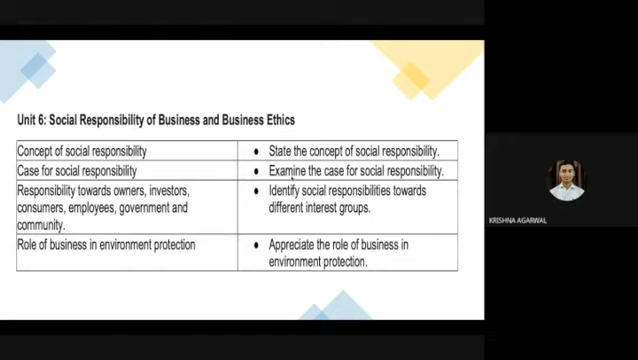 Unit 6: Social Responsibility of Business and Business Ethics
Concept of social responsibility
● State the concept of social responsibility.
Case for social responsibility
● Examine the case for social responsibility.
Responsibility towards owners, investors,
consumers, employees, government and
community.
● Identify social responsibilities towards
different interest groups.
Role of business in environment protection
● Appreciate the role of business in
environment protection.
KRISHNA AGARWAL